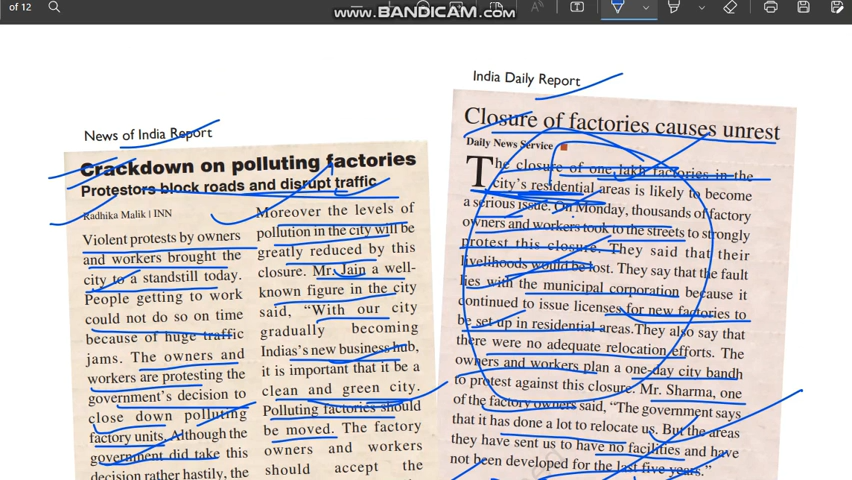 of 12
www.BANDICAM.com
News of India Report
Crackdown on polluting factories
Protestors block roads and disrupt traffic
Radhika Malik I INN
Violent protests by owners
and workers brought the
city to a standstill today.
People getting to work
could not do so on time
because of huge traffic
jams. The owners and
workers are protesting the
government's decision to
close down polluting
factory units. Although the
government did take this
decision rather hastily, the
Moreover the levels of
pollution in the city will be
greatly reduced by this
closure. Mr. Jain a well-
known figure in the city
said, "With our city
gradually becoming
Indias's new business hub,
it is important that it be a
clean and green city.
Polluting factories should
be moved. The factory
owners and workers
should accept the
India Daily Report
Closure of factories causes unrest
Daily News Service
The closure of one lakh factories in the
city's residential areas is likely to become
a serious issue. On Monday, thousands of factory
owners and workers took to the streets to strongly
protest this closure. They said that their
livelihoods would be lost. They say that the fault
lies with the municipal corporation because it
continued to issue licenses for new factories to
be set up in residential areas.They also say that
there were no adequate relocation efforts. The
owners and workers plan a one-day city bandh
to protest against this closure. Mr. Sharma, one
of the factory owners said, "The government says
that it has done a lot to relocate us. But the areas
they have sent us to have no facilities and have
not been developed for the last five years."